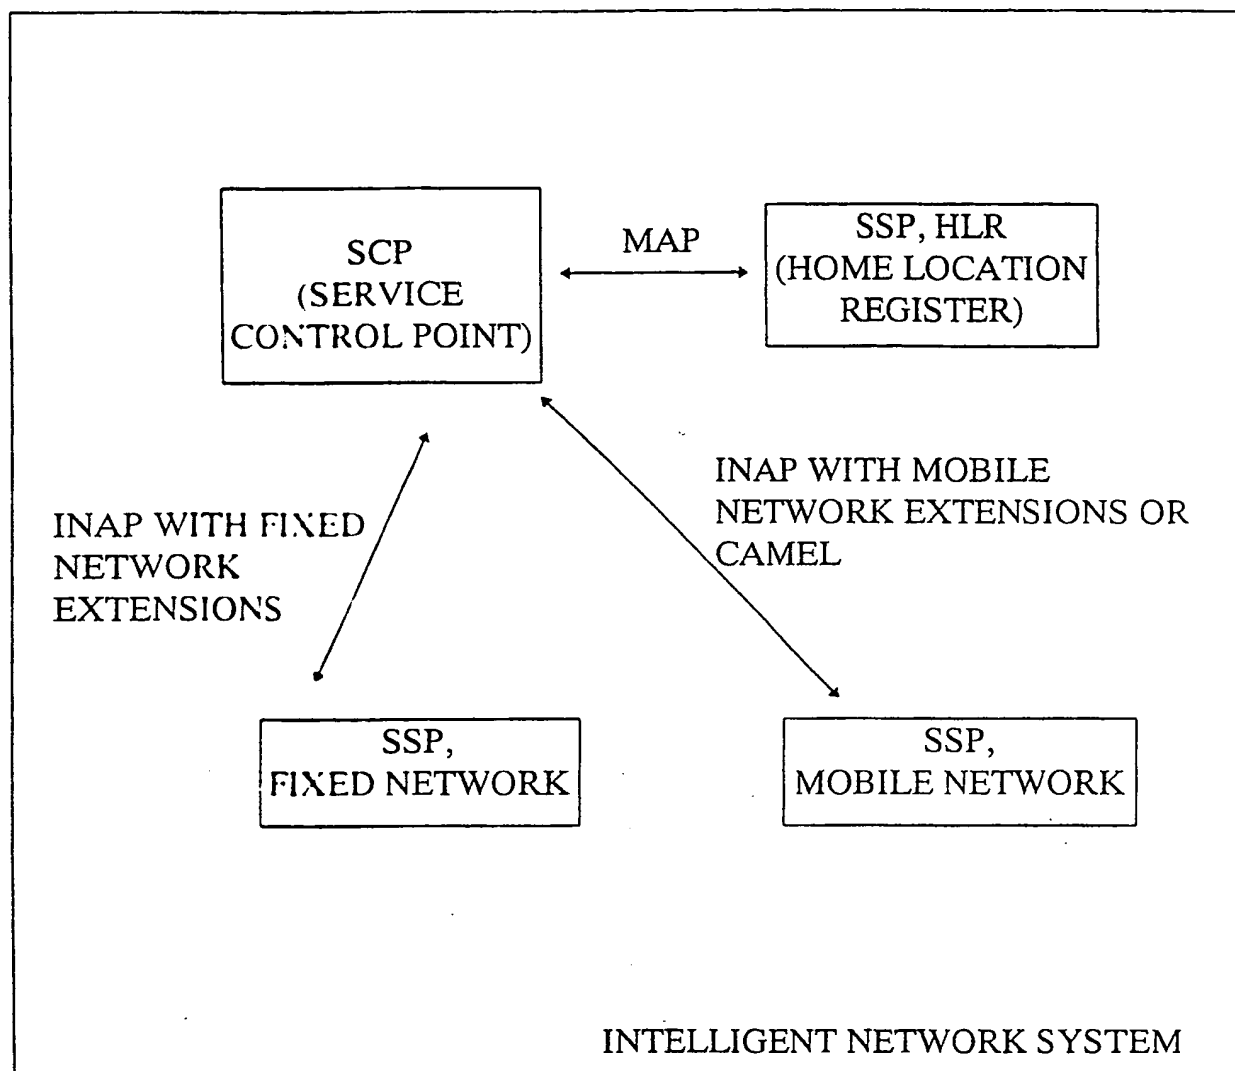 SCP
(SERVICE
CONTROL POINT)
MAP
SSP, HLR
(HOME LOCATION
REGISTER)
INAP WITH FIXED
NETWORK
EXTENSIONS
INAP WITH MOBILE
NETWORK EXTENSIONS OR
CAMEL
SSP,
FIXED NETWORK
SSP,
MOBILE NETWORK
INTELLIGENT NETWORK SYSTEM